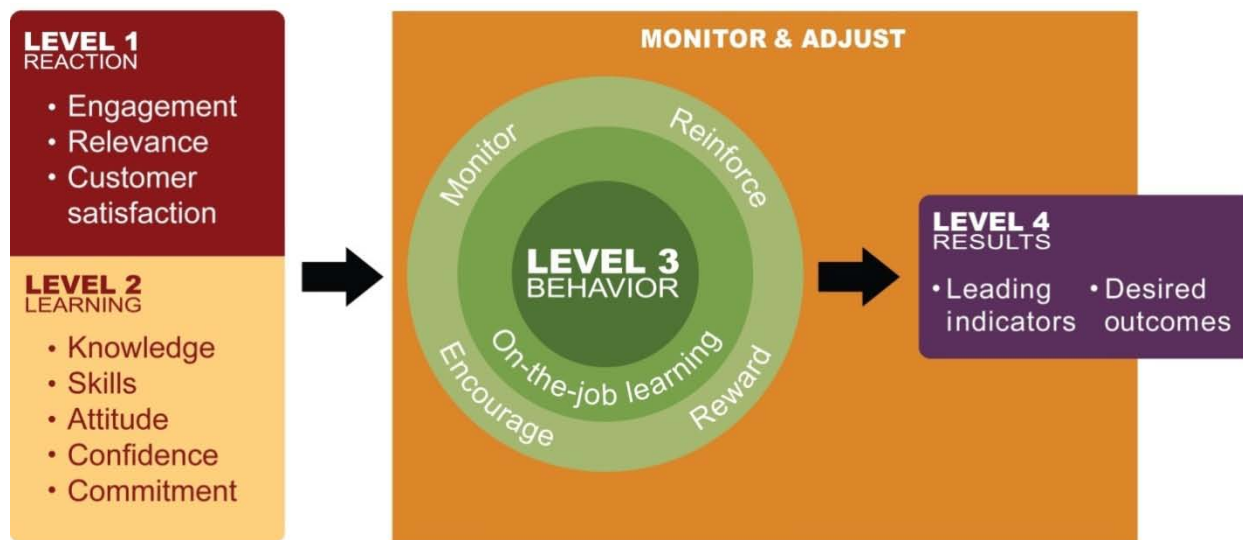 LEVEL 1
REACTION
• Engagement
• Relevance
• Customer
satisfaction
LEVEL 2
LEARNING
• Knowledge
• Skills
• Attitude
• Confidence
• Commitment
MONITOR & ADJUST
Monitor
Reinforce
LEVEL 3
BEHAVIOR
On-the-job learning
Encourage
Reward
LEVEL 4
RESULTS
• Leading
indicators
• Desired
outcomes